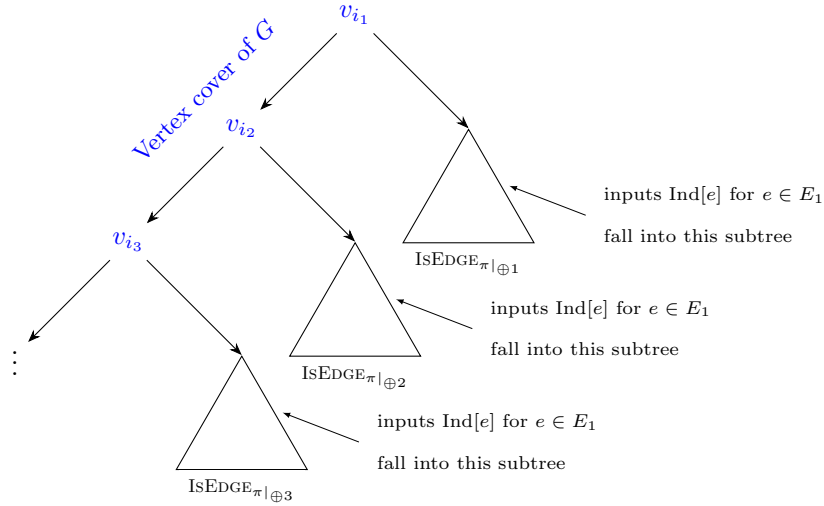 v_{i_1}
Vertex cover of G
v_{i_2}
inputs Ind[e] for e ∈ E_1
fall into this subtree
v_{i_3}
IsEdge_{π|_{⊕1}}
inputs Ind[e] for e ∈ E_1
fall into this subtree
⋮
IsEdge_{π|_{⊕2}}
inputs Ind[e] for e ∈ E_1
fall into this subtree
IsEdge_{π|_{⊕3}}